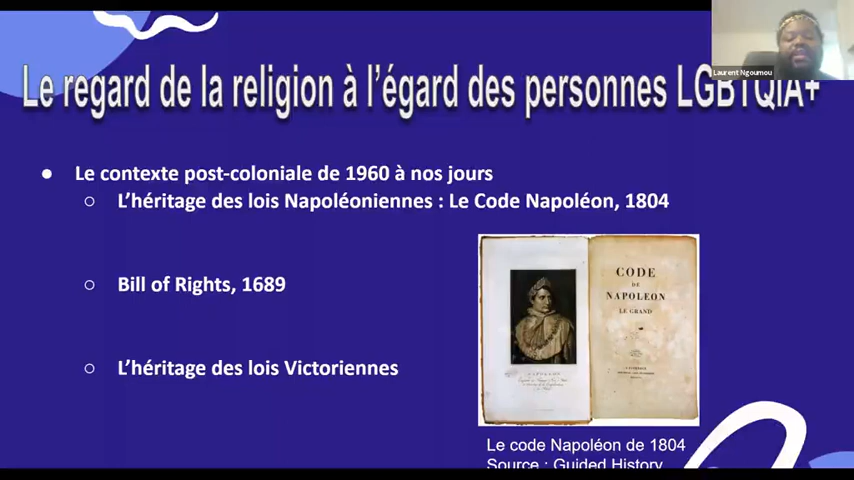 Laurent Ngoumou
Le regard de la religion à l'égard des personnes LGBTQIA+
Le contexte post-coloniale de 1960 à nos jours
L'héritage des lois Napoléoniennes : Le Code Napoléon, 1804
Bill of Rights, 1689
L'héritage des lois Victoriennes
CODE
DE
NAPOLEON
LE GRAND
Le code Napoléon de 1804
Source : Guided History